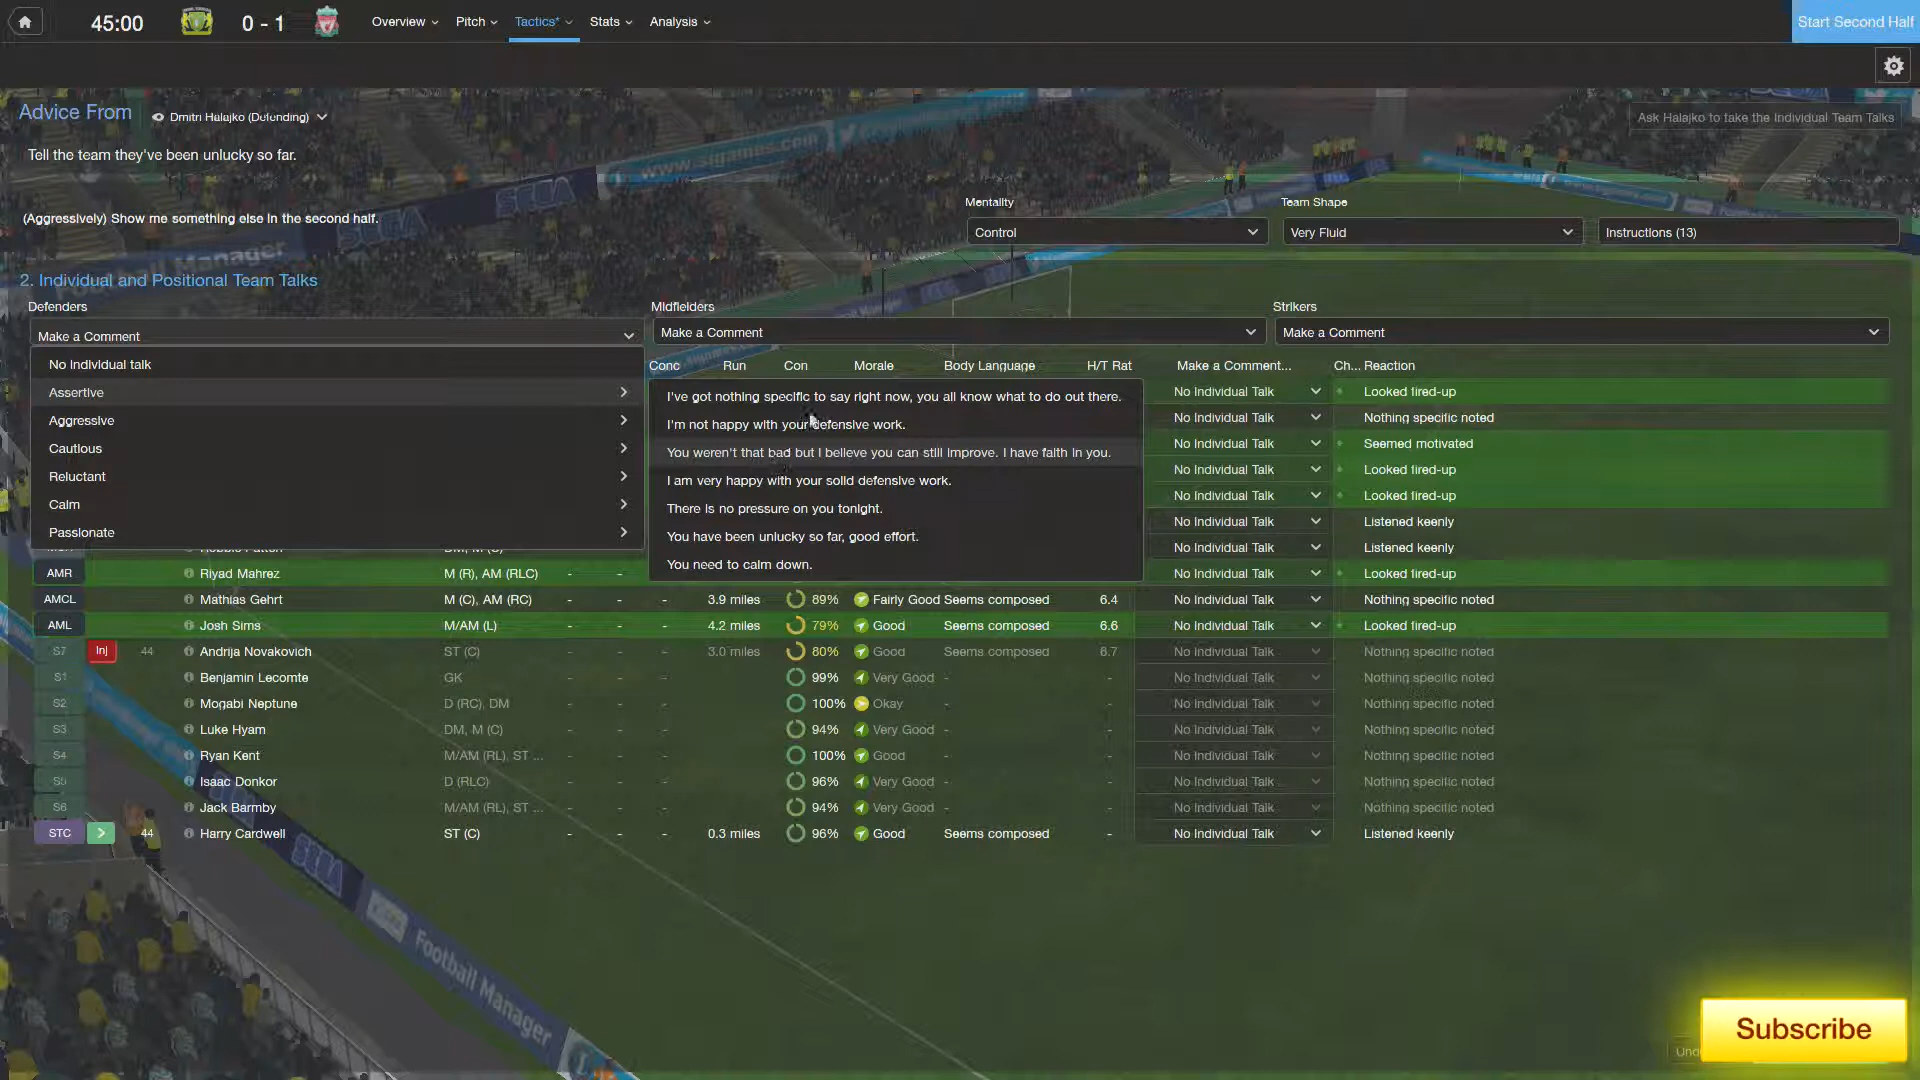 45:00
0 - 1
Overview
Pitch
Tactics*
Stats
Analysis
Start Second Half
Advice From
Dmitri Halajko (Defending)
Ask Halajko to take the Individual Team Talks
Tell the team they've been unlucky so far.
(Aggressively) Show me something else in the second half.
Mentality
Team Shape
Control
Very Fluid
Instructions (13)
2. Individual and Positional Team Talks
Defenders
Midfielders
Strikers
Make a Comment
Make a Comment
Make a Comment
No individual talk
Assertive
Aggressive
Cautious
Reluctant
Calm
Passionate
Conc Run Con Morale Body Language H/T Rat Make a Comment... Ch... Reaction
I've got nothing specific to say right now, you all know what to do out there.
I'm not happy with your defensive work.
You weren't that bad but I believe you can still improve. I have faith in you.
I am very happy with your solid defensive work.
There is no pressure on you tonight.
You have been unlucky so far, good effort.
You need to calm down.
No Individual Talk Looked fired-up
No Individual Talk Nothing specific noted
No Individual Talk Seemed motivated
No Individual Talk Looked fired-up
No Individual Talk Looked fired-up
No Individual Talk Listened keenly
No Individual Talk Listened keenly
AMR Riyad Mahrez M (R), AM (RLC) - - No Individual Talk Looked fired-up
AMCL Mathias Gehrt M (C), AM (RC) - - - 3.9 miles 89% Fairly Good Seems composed 6.4 No Individual Talk Nothing specific noted
AML Josh Sims M/AM (L) - - - 4.2 miles 79% Good Seems composed 6.6 No Individual Talk Looked fired-up
S7 Inj 44 Andrija Novakovich ST (C) - - - 3.0 miles 80% Good Seems composed 6.7 No Individual Talk Nothing specific noted
S1 Benjamin Lecomte GK - - - 99% Very Good - - No Individual Talk Nothing specific noted
S2 Mogabi Neptune D (RC), DM - - - 100% Okay - - No Individual Talk Nothing specific noted
S3 Luke Hyam DM, M (C) - - - 94% Very Good - - No Individual Talk Nothing specific noted
S4 Ryan Kent M/AM (RL), ST ... - - - 100% Good - - No Individual Talk Nothing specific noted
S5 Isaac Donkor D (RLC) - - - 96% Very Good - - No Individual Talk Nothing specific noted
S6 Jack Barmby M/AM (RL), ST ... - - - 94% Very Good - - No Individual Talk Nothing specific noted
STC 44 Harry Cardwell ST (C) - - - 0.3 miles 96% Good Seems composed - No Individual Talk Listened keenly
SEGA
SEGA
Football Manager
Subscribe